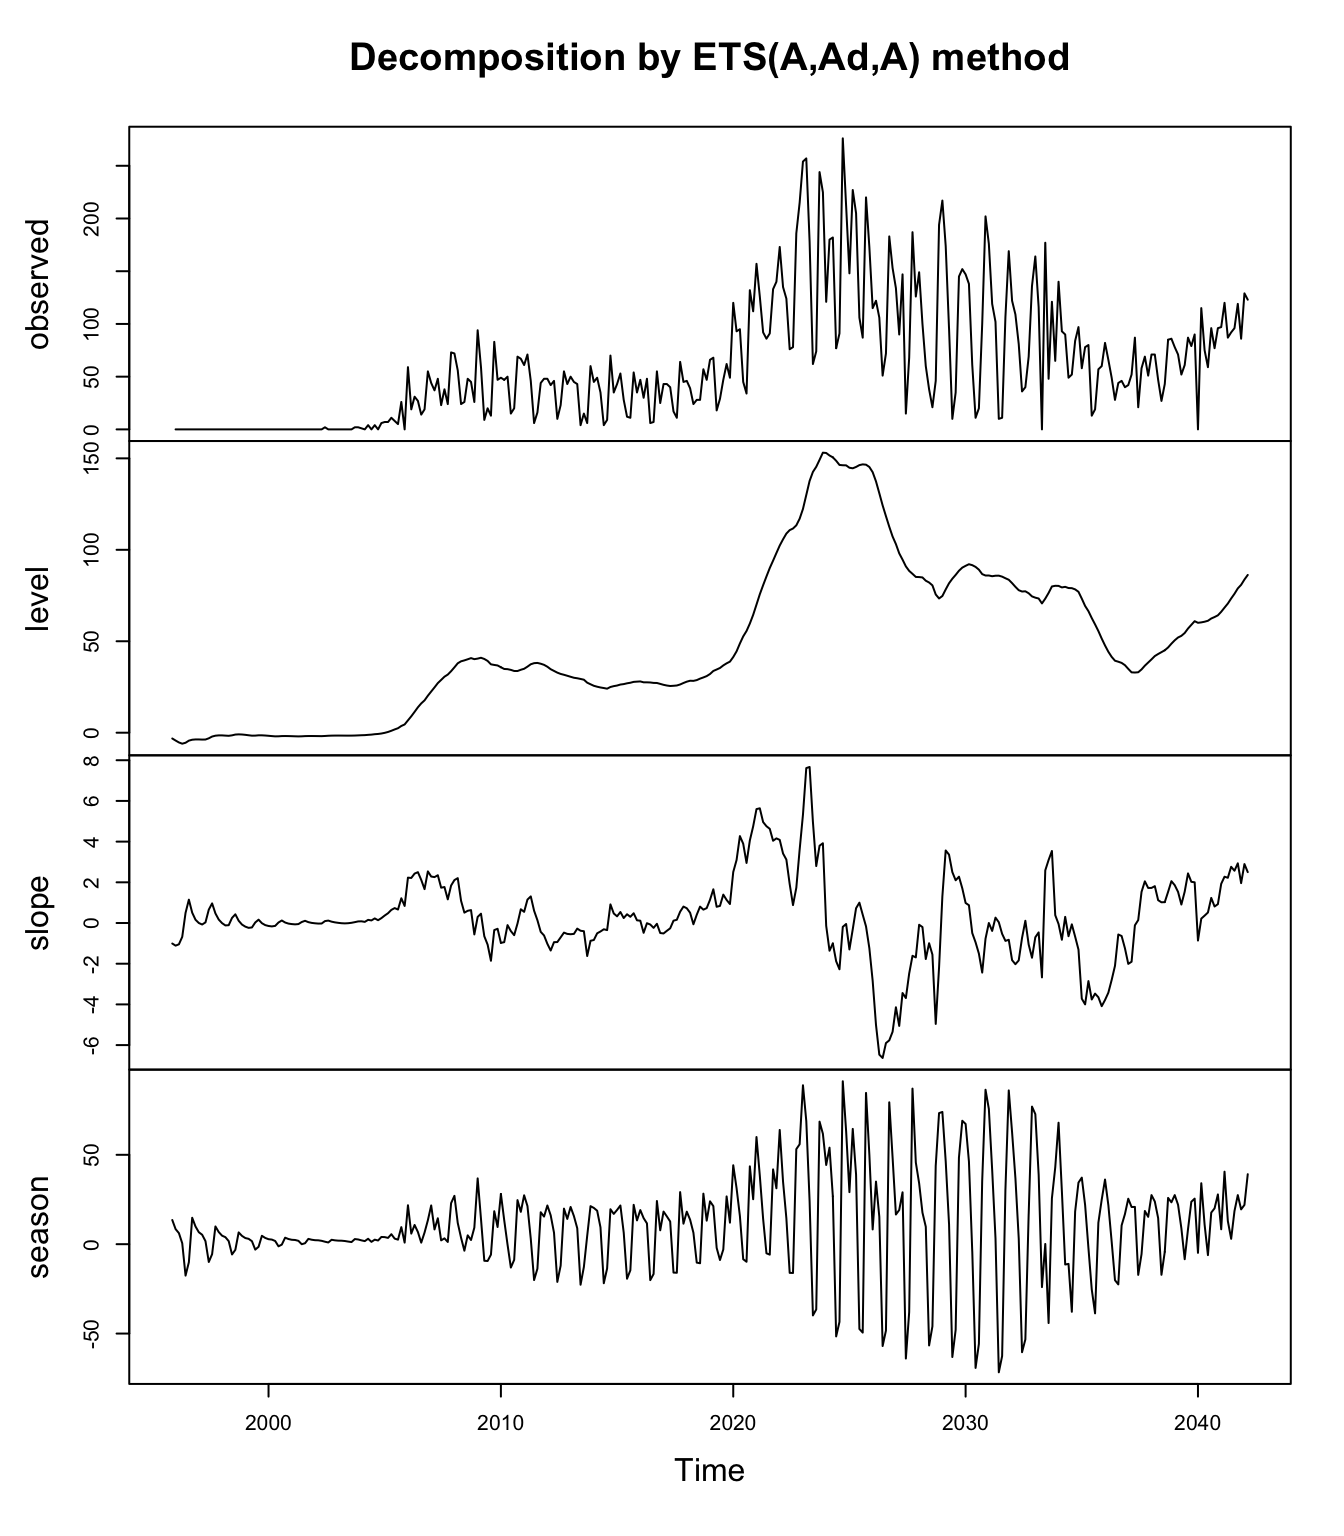 Decomposition by ETS(A,Ad,A) method
observed
0 50 100 200
level
0 50 100 150
slope
-6 -4 -2 0 2 4 6 8
season
-50 0 50
2000 2010 2020 2030 2040
Time